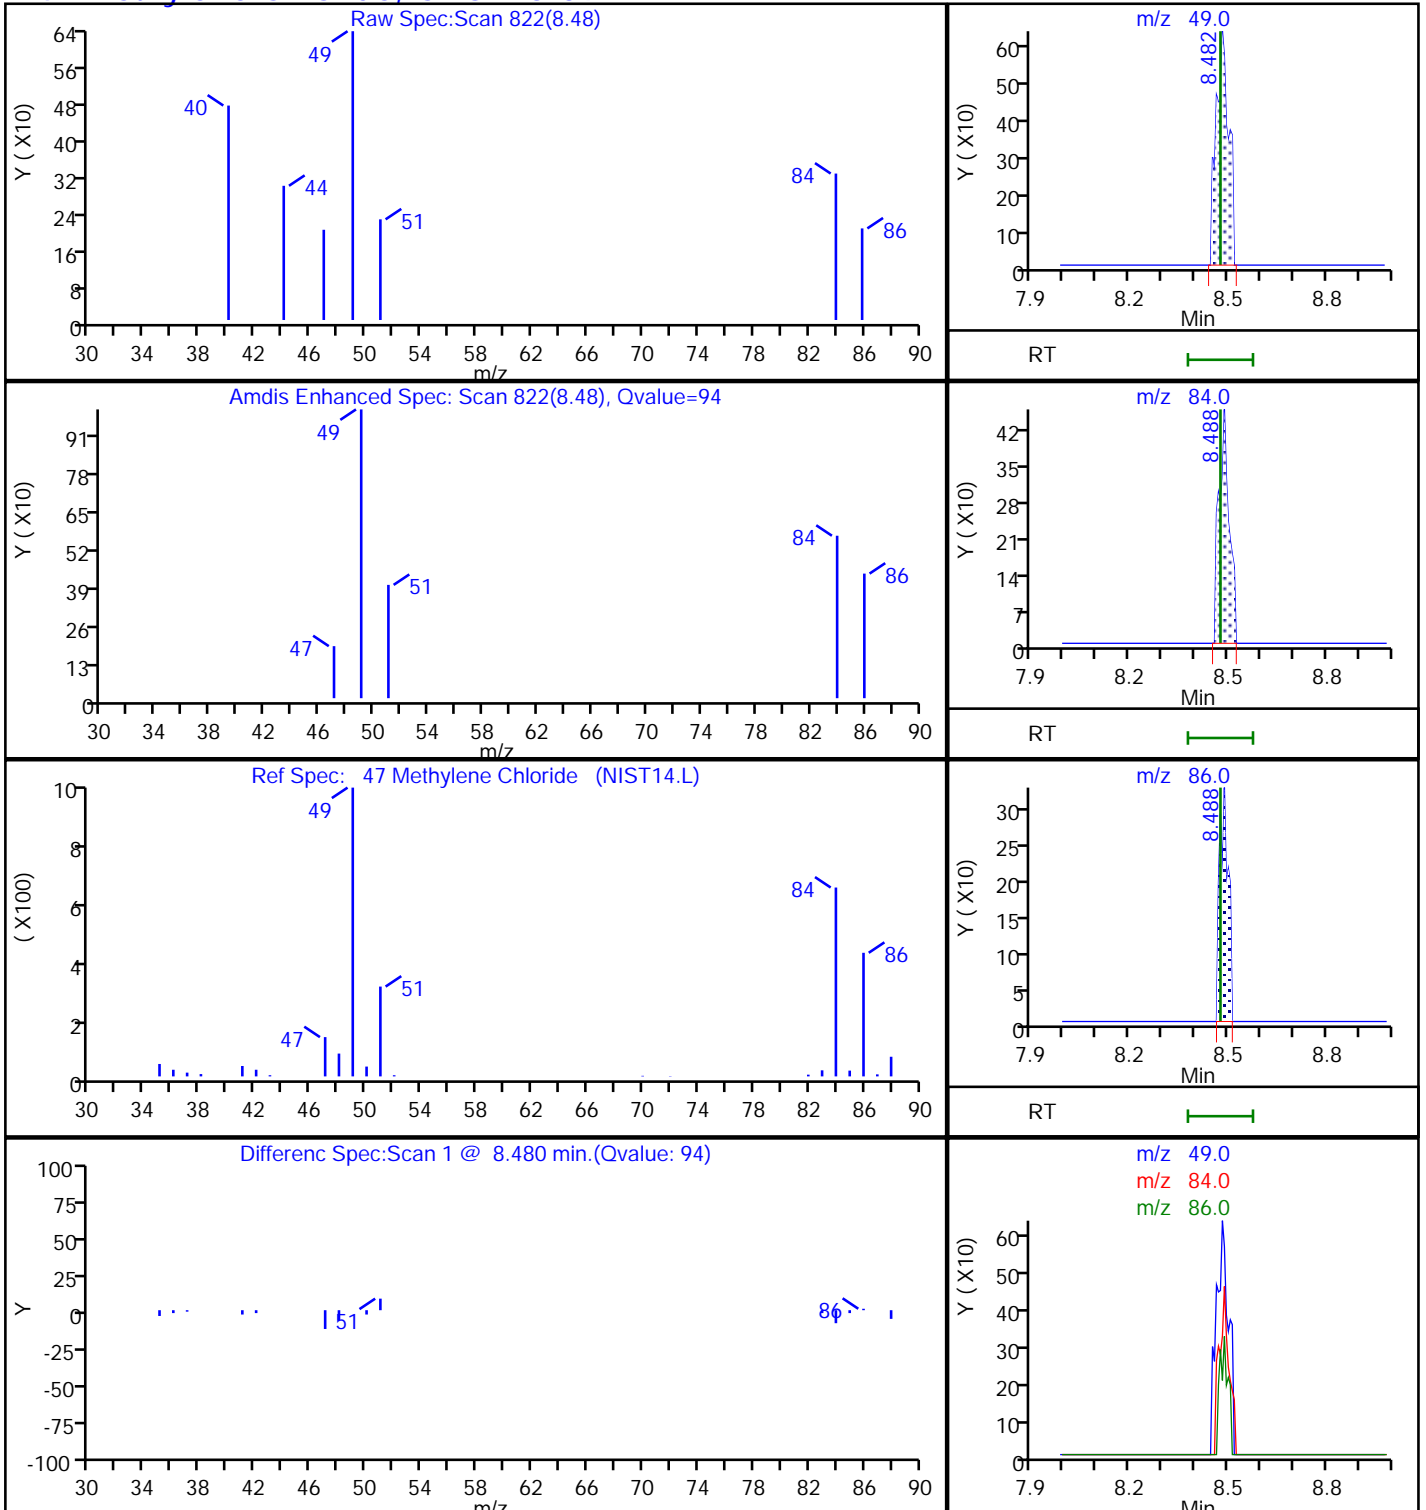 Raw Spec:Scan 822(8.48)
Y ( X10)
64
56
48
40
32
24
16
8
0
40
44
49
51
84
86
30 34 38 42 46 50 54 58 62 66 70 74 78 82 86 90
m/z
m/z 49.0
Y ( X10)
60
50
40
30
20
10
0
8.482
7.9 8.2 8.5 8.8
Min
RT
Amdis Enhanced Spec: Scan 822(8.48), Qvalue=94
Y ( X10)
91
78
65
52
39
26
13
0
47
49
51
84
86
30 34 38 42 46 50 54 58 62 66 70 74 78 82 86 90
m/z
m/z 84.0
Y ( X10)
42
35
28
21
14
7
0
8.488
7.9 8.2 8.5 8.8
Min
RT
Ref Spec: 47 Methylene Chloride (NIST14.L)
( X100)
10
8
6
4
2
0
47
49
51
84
86
30 34 38 42 46 50 54 58 62 66 70 74 78 82 86 90
m/z
m/z 86.0
Y ( X10)
30
25
20
15
10
5
0
8.488
7.9 8.2 8.5 8.8
Min
RT
Differenc Spec:Scan 1 @ 8.480 min.(Qvalue: 94)
Y
100
75
50
25
0
-25
-50
-75
-100
51
86
30 34 38 42 46 50 54 58 62 66 70 74 78 82 86 90
m/z
m/z 49.0
m/z 84.0
m/z 86.0
Y ( X10)
60
50
40
30
20
10
0
7.9 8.2 8.5 8.8
Min